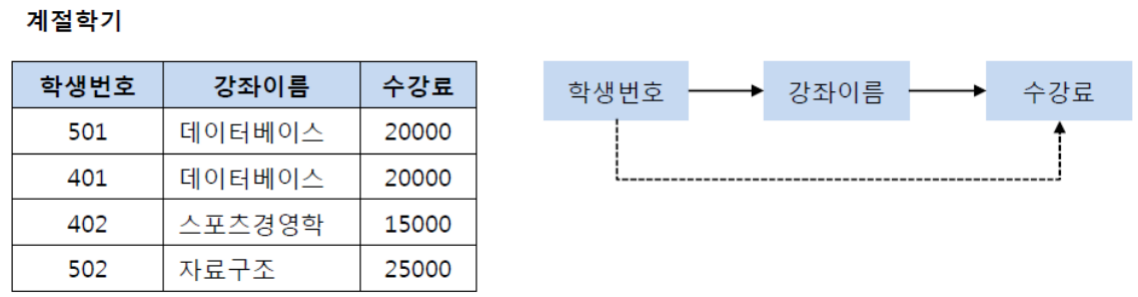 계절학기
학생번호 강좌이름 수강료
501 데이터베이스 20000
401 데이터베이스 20000
402 스포츠경영학 15000
502 자료구조 25000
학생번호 강좌이름 수강료